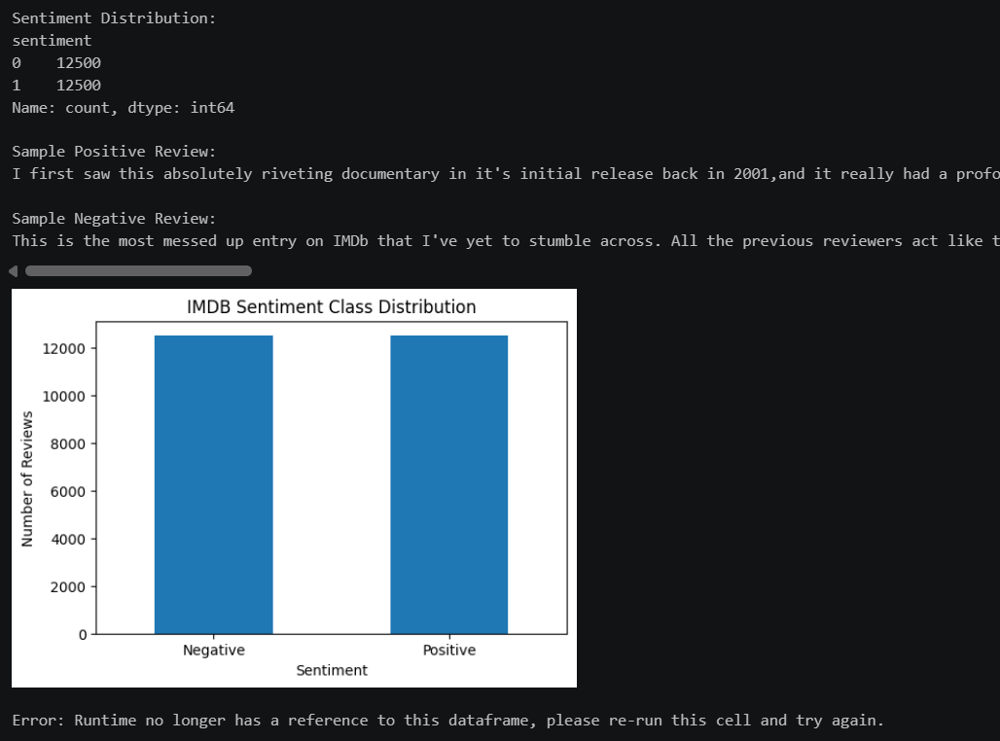 Sentiment Distribution:
sentiment
0    12500
1    12500
Name: count, dtype: int64
Sample Positive Review:
I first saw this absolutely riveting documentary in it's initial release back in 2001,and it really had a
Sample Negative Review:
This is the most messed up entry on IMDb that I've yet to stumble across. All the previous reviewers act like
IMDB Sentiment Class Distribution
Number of Reviews
12000
10000
8000
6000
4000
2000
0
Negative Positive
Sentiment
Error: Runtime no longer has a reference to this dataframe, please re-run this cell and try again.